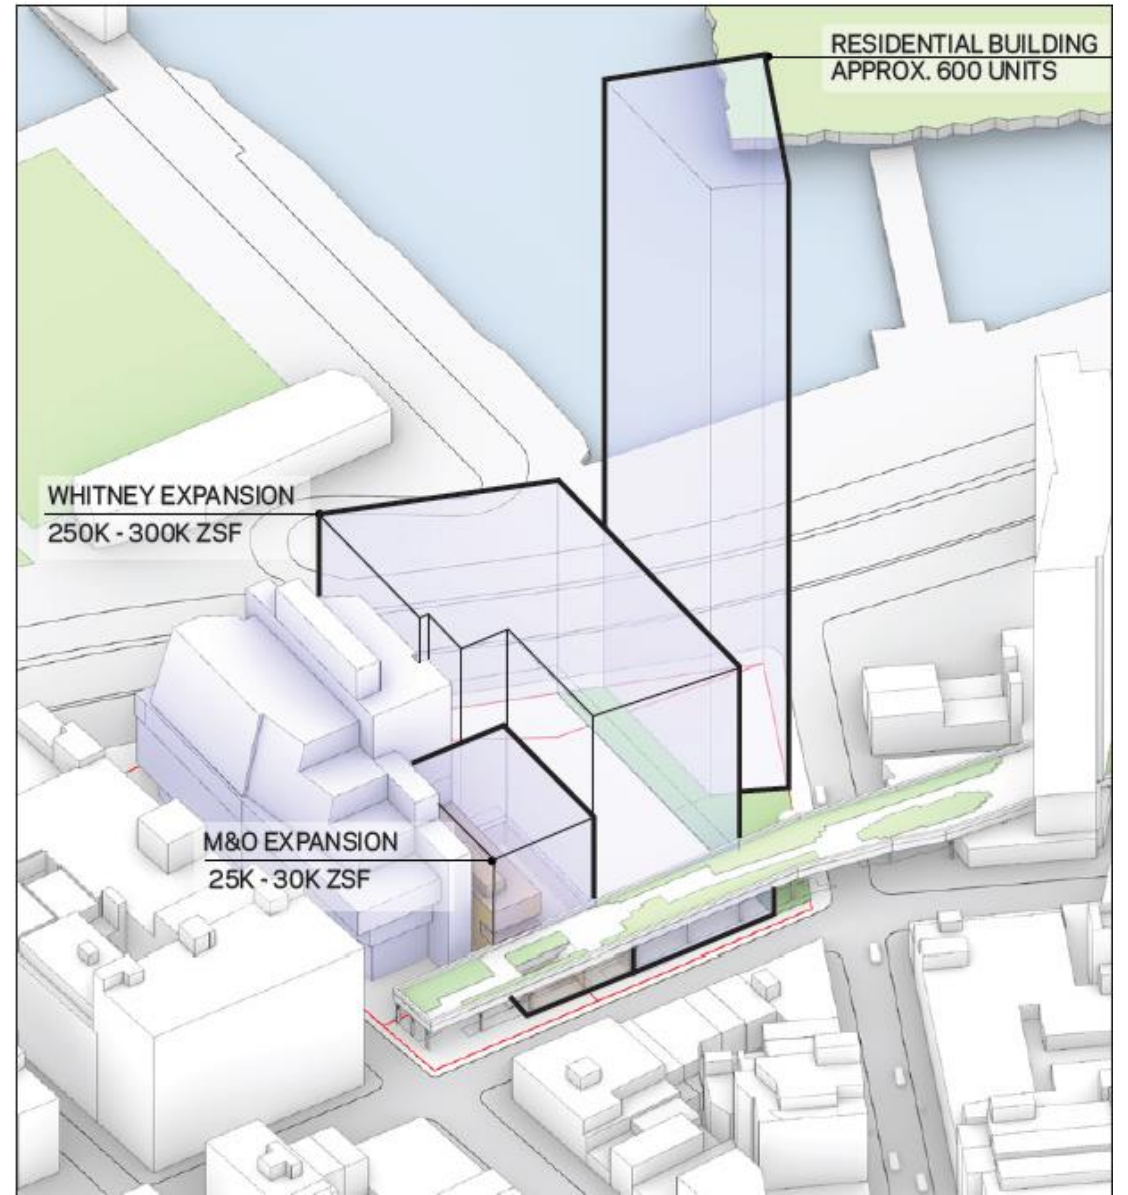 RESIDENTIAL BUILDING
APPROX. 600 UNITS
WHITNEY EXPANSION
250K - 300K ZSF
M&O EXPANSION
25K - 30K ZSF